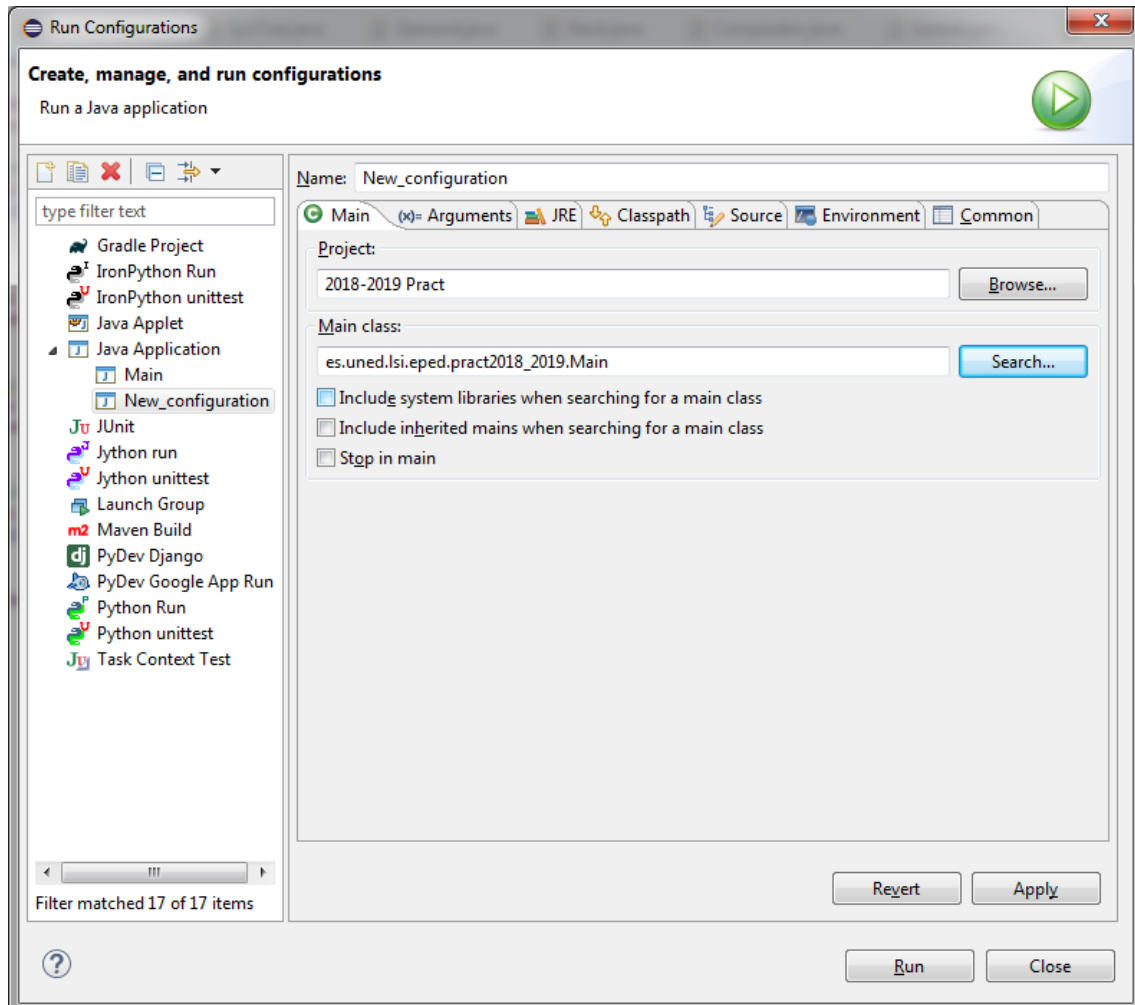 Run Configurations
Create, manage, and run configurations
Run a Java application
type filter text
Gradle Project
IronPython Run
IronPython unittest
Java Applet
Java Application
Main
New_configuration
JUnit
Jython run
Jython unittest
Launch Group
Maven Build
PyDev Django
PyDev Google App Run
Python Run
Python unittest
Task Context Test
Filter matched 17 of 17 items
Name: New_configuration
Main (x)= Arguments JRE Classpath Source Environment Common
Project:
2018-2019 Pract Browse...
Main class:
es.uned.lsi.eped.pract2018_2019.Main Search...
Include system libraries when searching for a main class
Include inherited mains when searching for a main class
Stop in main
Revert Apply
Run Close